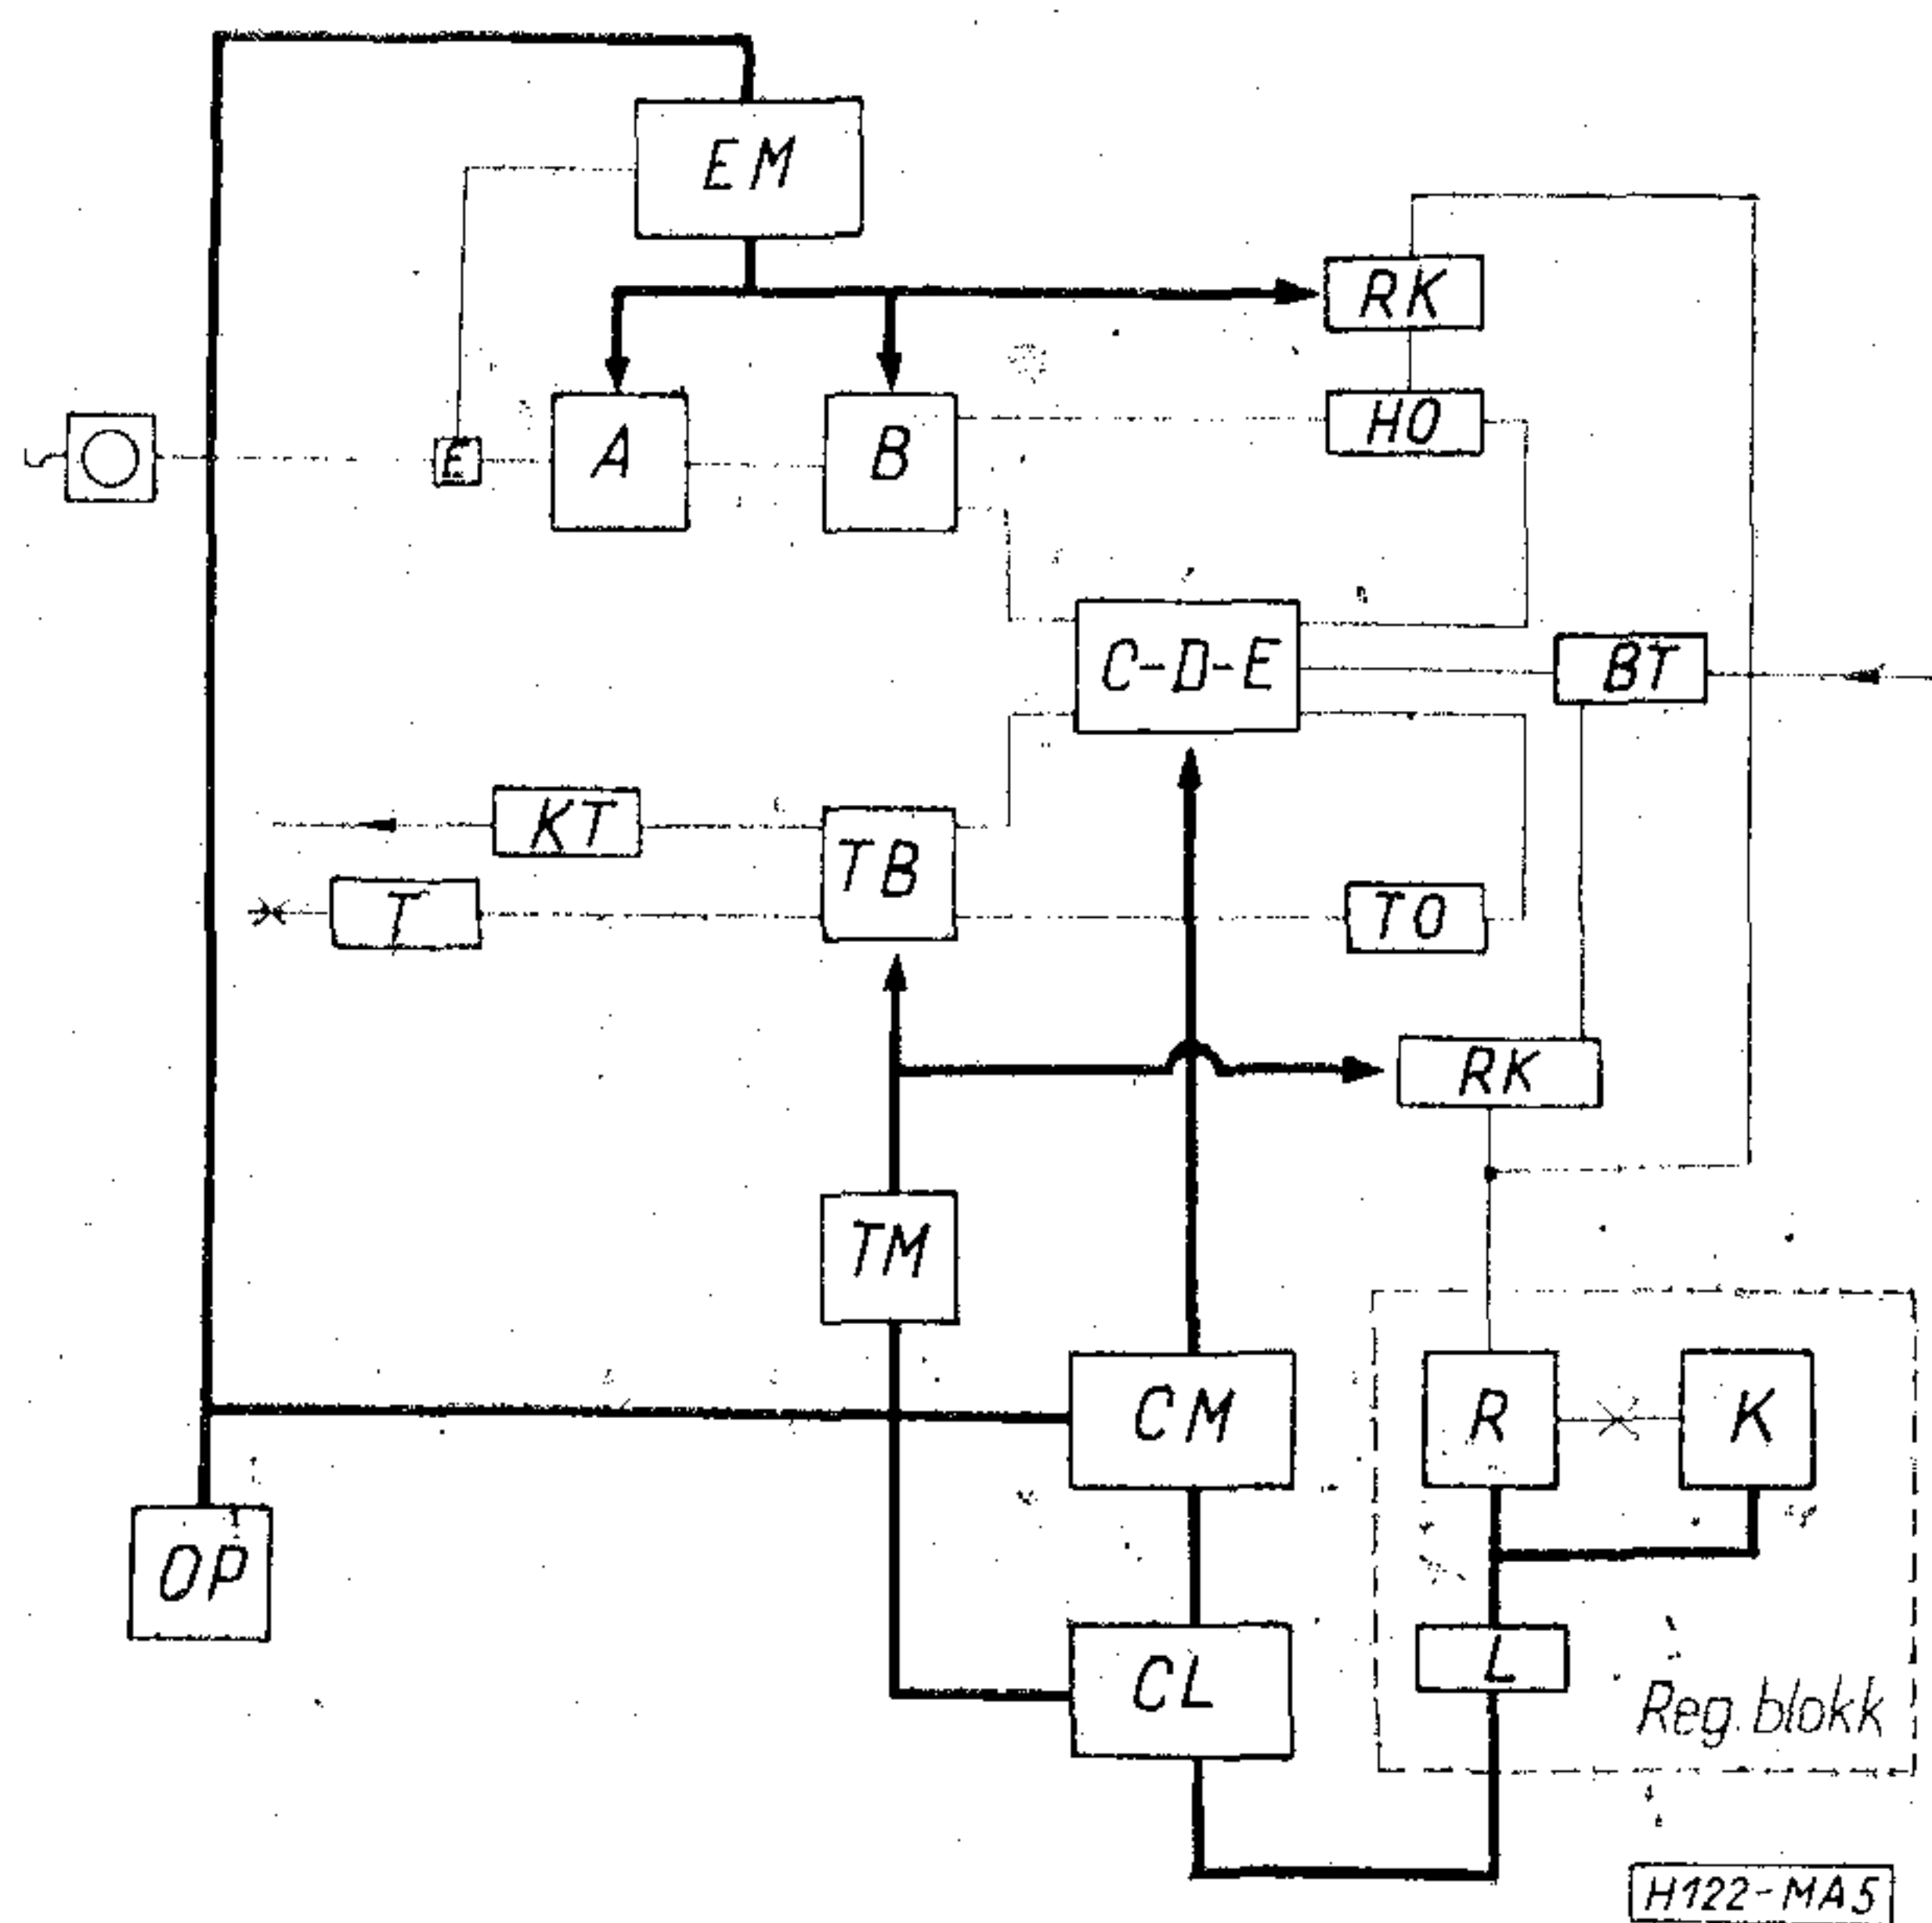 EM
RK
HO
E
A
B
C-D-E
BT
KT
TB
T
TO
RK
TM
CM
R
K
OP
CL
L
Reg. blokk
H122-MA5